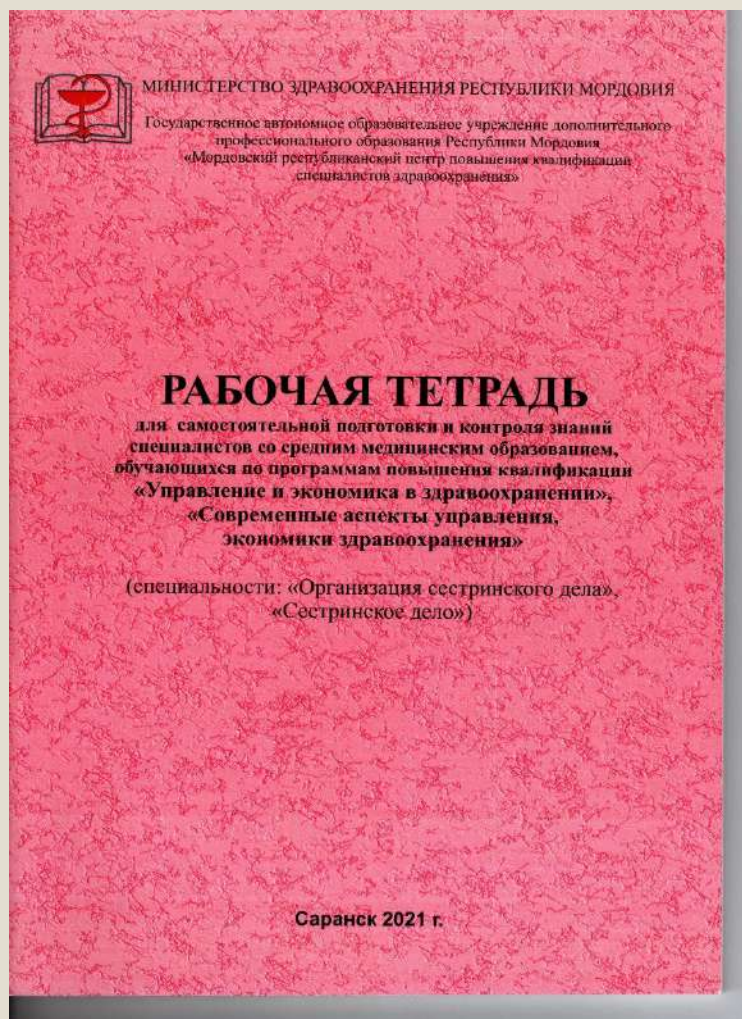 МИНИСТЕРСТВО ЗДРАВООХРАНЕНИЯ РЕСПУБЛИКИ МОРДОВИЯ
Государственное автономное образовательное учреждение дополнительного
профессионального образования Республики Мордовия
«Мордовский республиканский центр повышения квалификации
специалистов здравоохранения»
РАБОЧАЯ ТЕТРАДЬ
для самостоятельной подготовки и контроля знаний
специалистов со средним медицинским образованием,
обучающихся по программам повышения квалификации
«Управление и экономика в здравоохранении»,
«Современные аспекты управления,
экономики здравоохранения»
(специальности: «Организация сестринского дела»,
«Сестринское дело»)
Саранск 2021 г.